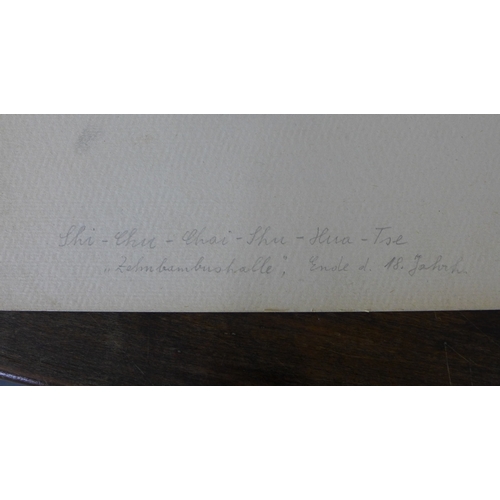 Shi-Chu-Chai-Shu-Hua-Tse
„Zehnbambushalle", Ende d. 18. Jahrh.